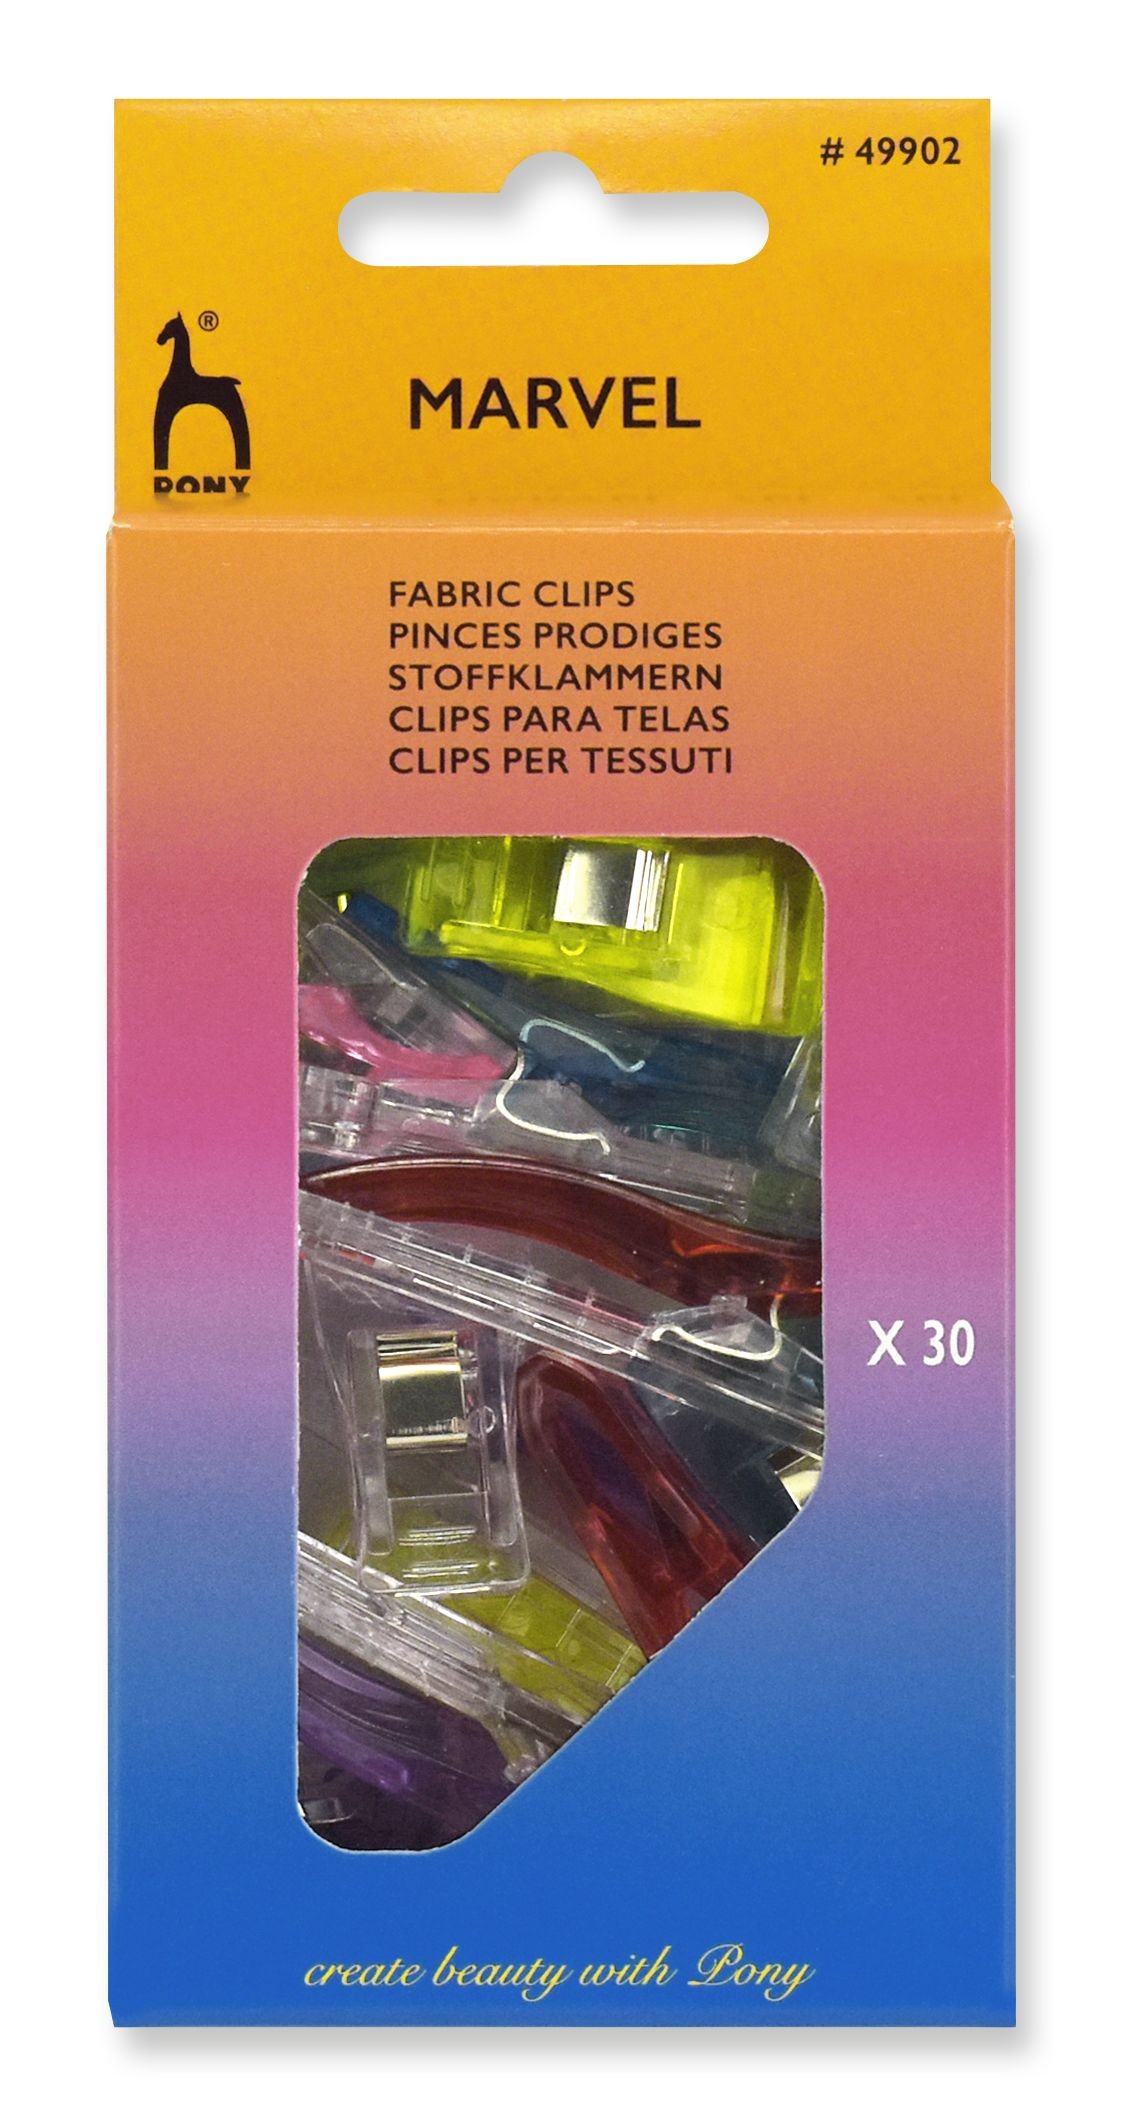 # 49902
®
PONY
MARVEL
FABRIC CLIPS
PINCES PRODIGES
STOFFKLAMMERN
CLIPS PARA TELAS
CLIPS PER TESSUTI
X 30
create beauty with Pony